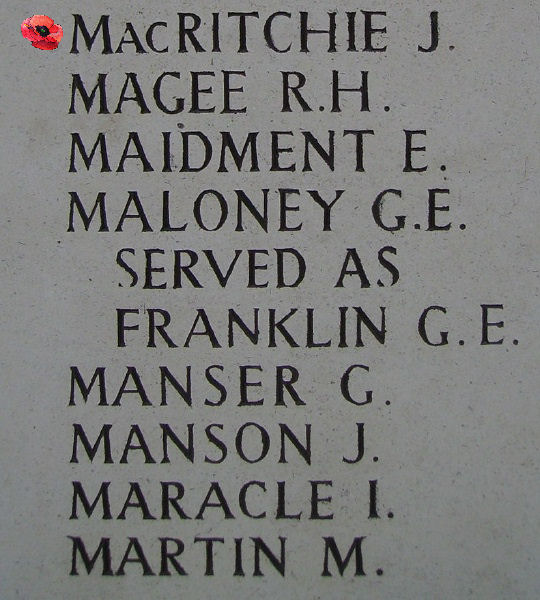 MacRITCHIE J.
MAGEE R.H.
MAIDMENT E.
MALONEY G.E.
SERVED AS
FRANKLIN G.E.
MANSER G.
MANSON J.
MARACLE I.
MARTIN M.